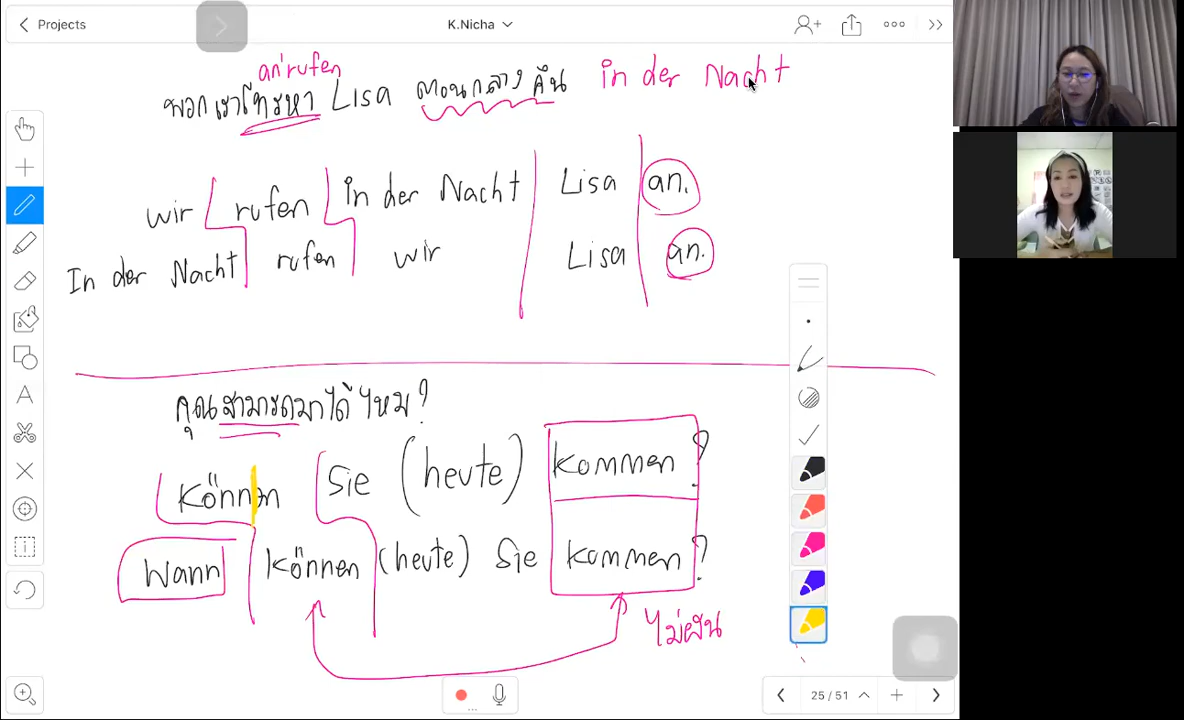 Projects
K.Nicha
an'rufen
พวกเราโทรหา Lisa ตอนกลางคืน in der Nacht
wir rufen in der Nacht Lisa an.
In der Nacht rufen wir Lisa an.
คุณสามารถมาได้ไหม?
Können Sie (heute) kommen?
Wann können (heute) Sie kommen?
ไม่ผัน
25 / 51